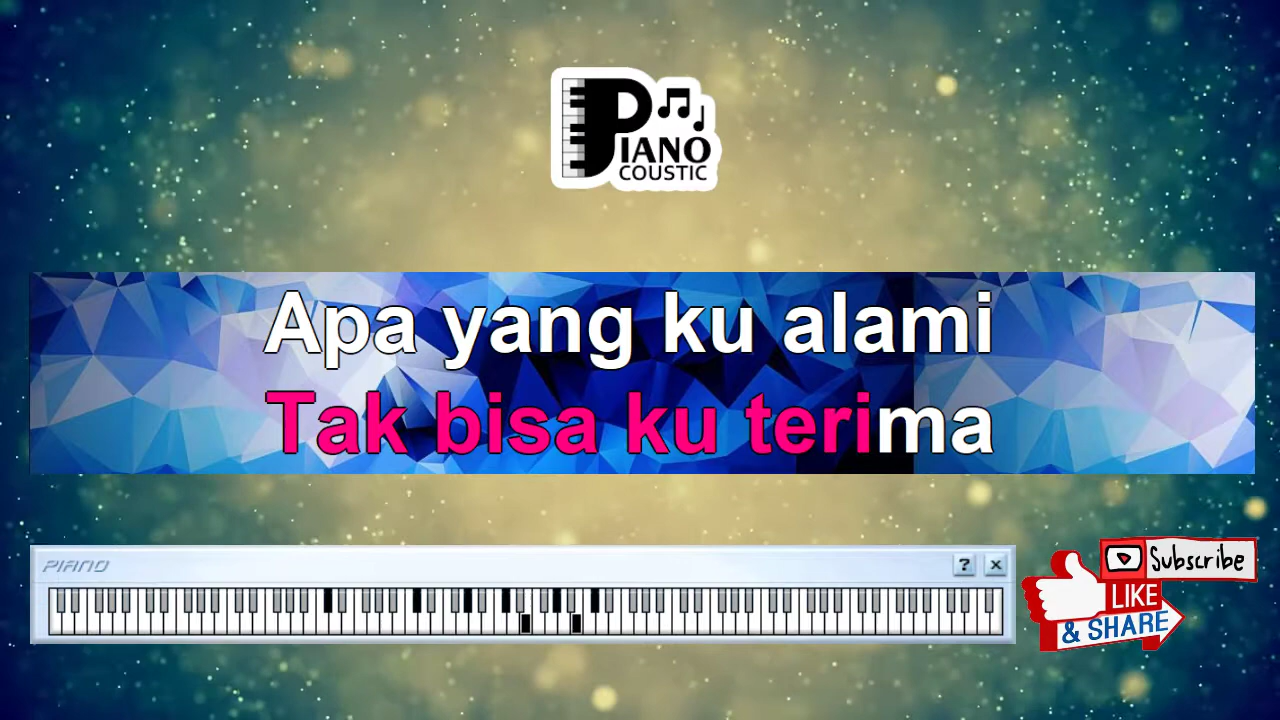 PIANO
COUSTIC
Apa yang ku alami
Tak bisa ku terima
PIANO
? ×
Subscribe
LIKE
& SHARE